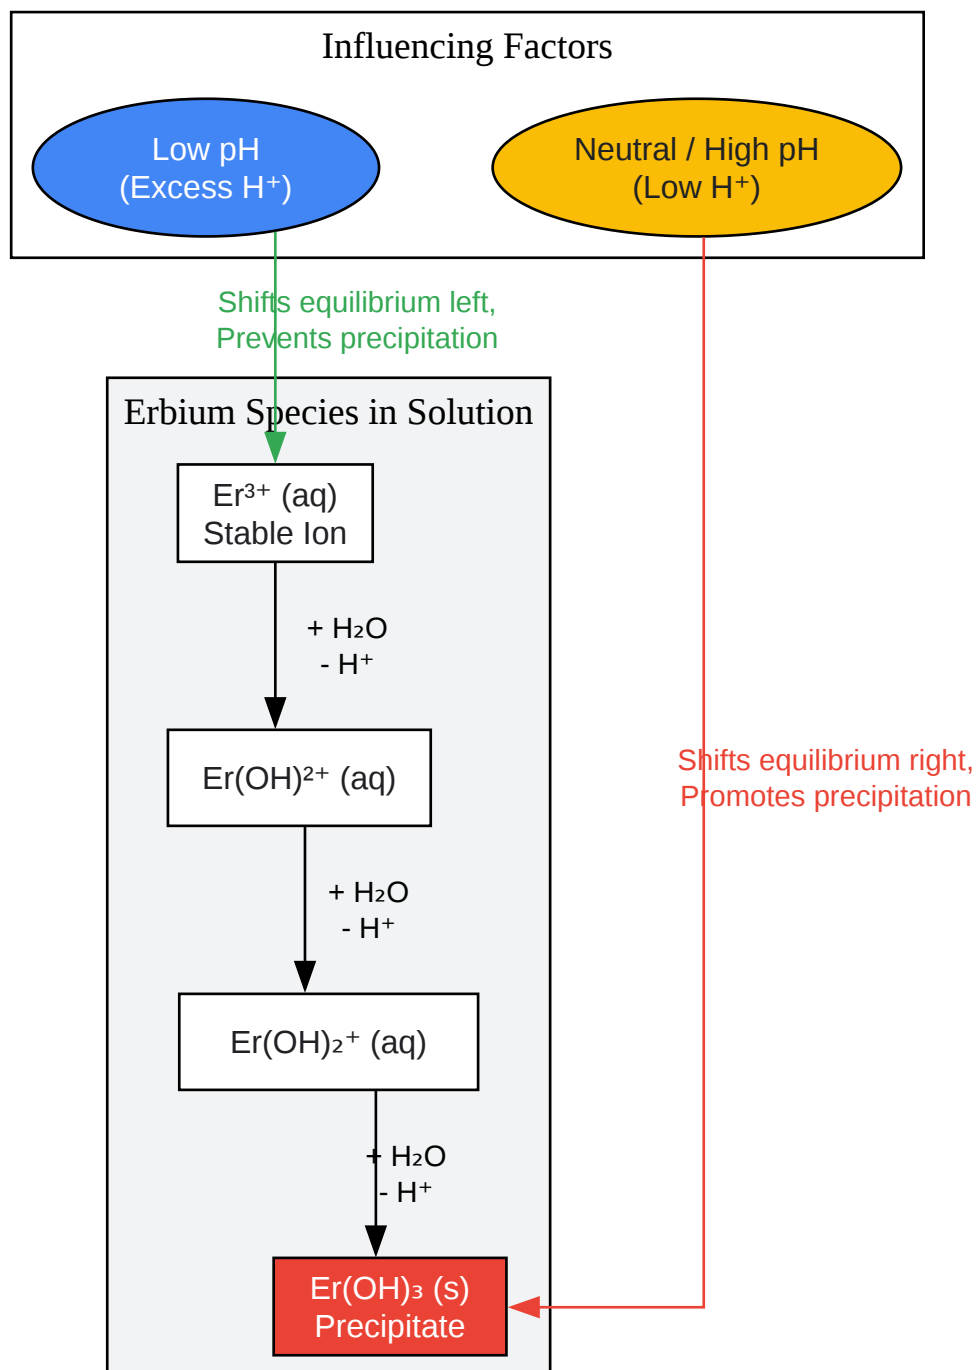 Influencing Factors
Low pH
(Excess H⁺)
Neutral / High pH
(Low H⁺)
Shifts equilibrium left,
Prevents precipitation
Erbium Species in Solution
Er³⁺ (aq)
Stable Ion
+ H₂O
- H⁺
Er(OH)²⁺ (aq)
Shifts equilibrium right,
Promotes precipitation
+ H₂O
- H⁺
Er(OH)₂⁺ (aq)
+ H₂O
- H⁺
Er(OH)₃ (s)
Precipitate